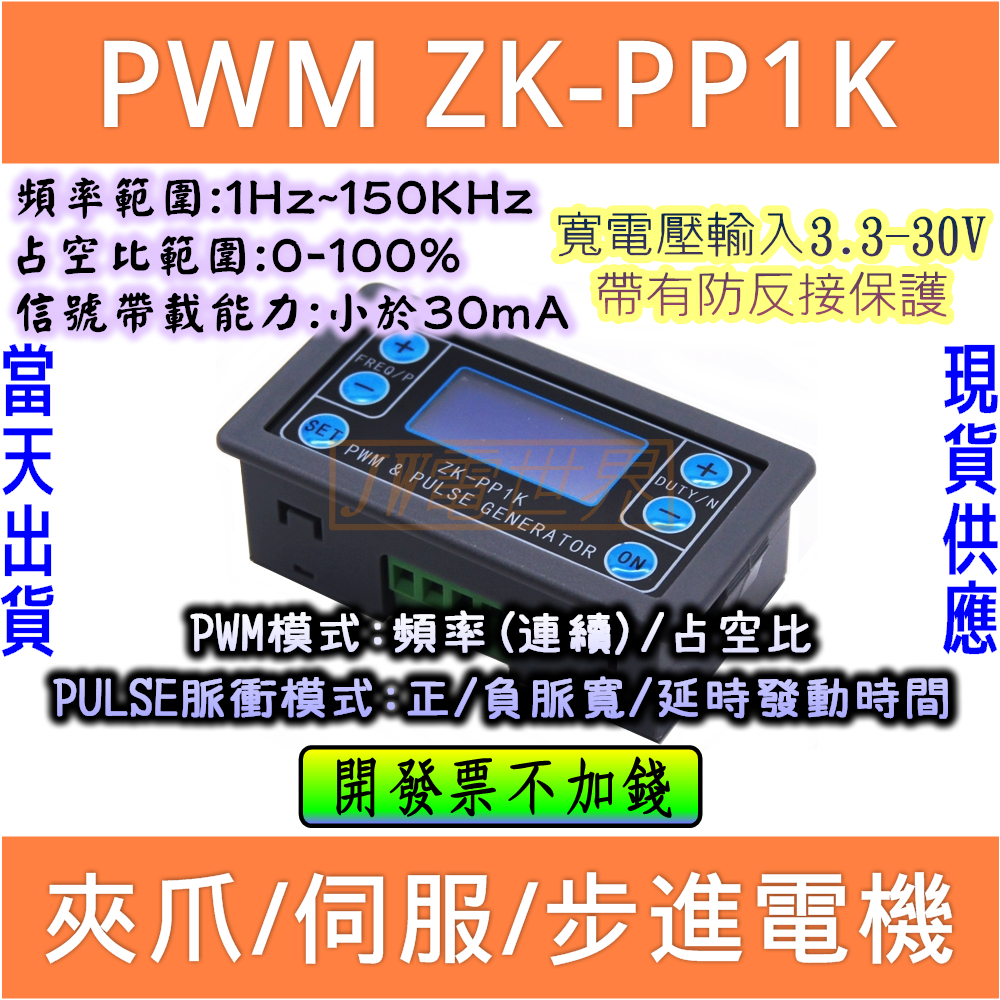 PWM ZK-PP1K
頻率範圍:1Hz~150KHz
占空比範圍:0-100%
信號帶載能力:小於30mA
寬電壓輸入3.3-30V
帶有防反接保護
當天出貨
現貨供應
+
FREQ/P
−
SET
ZK-PP1K
PWM & PULSE GENERATOR
+
DUTY/N
−
ON
JW電世界
PWM模式:頻率(連續)/占空比
PULSE脈衝模式:正/負脈寬/延時發動時間
開發票不加錢
夾爪/伺服/步進電機